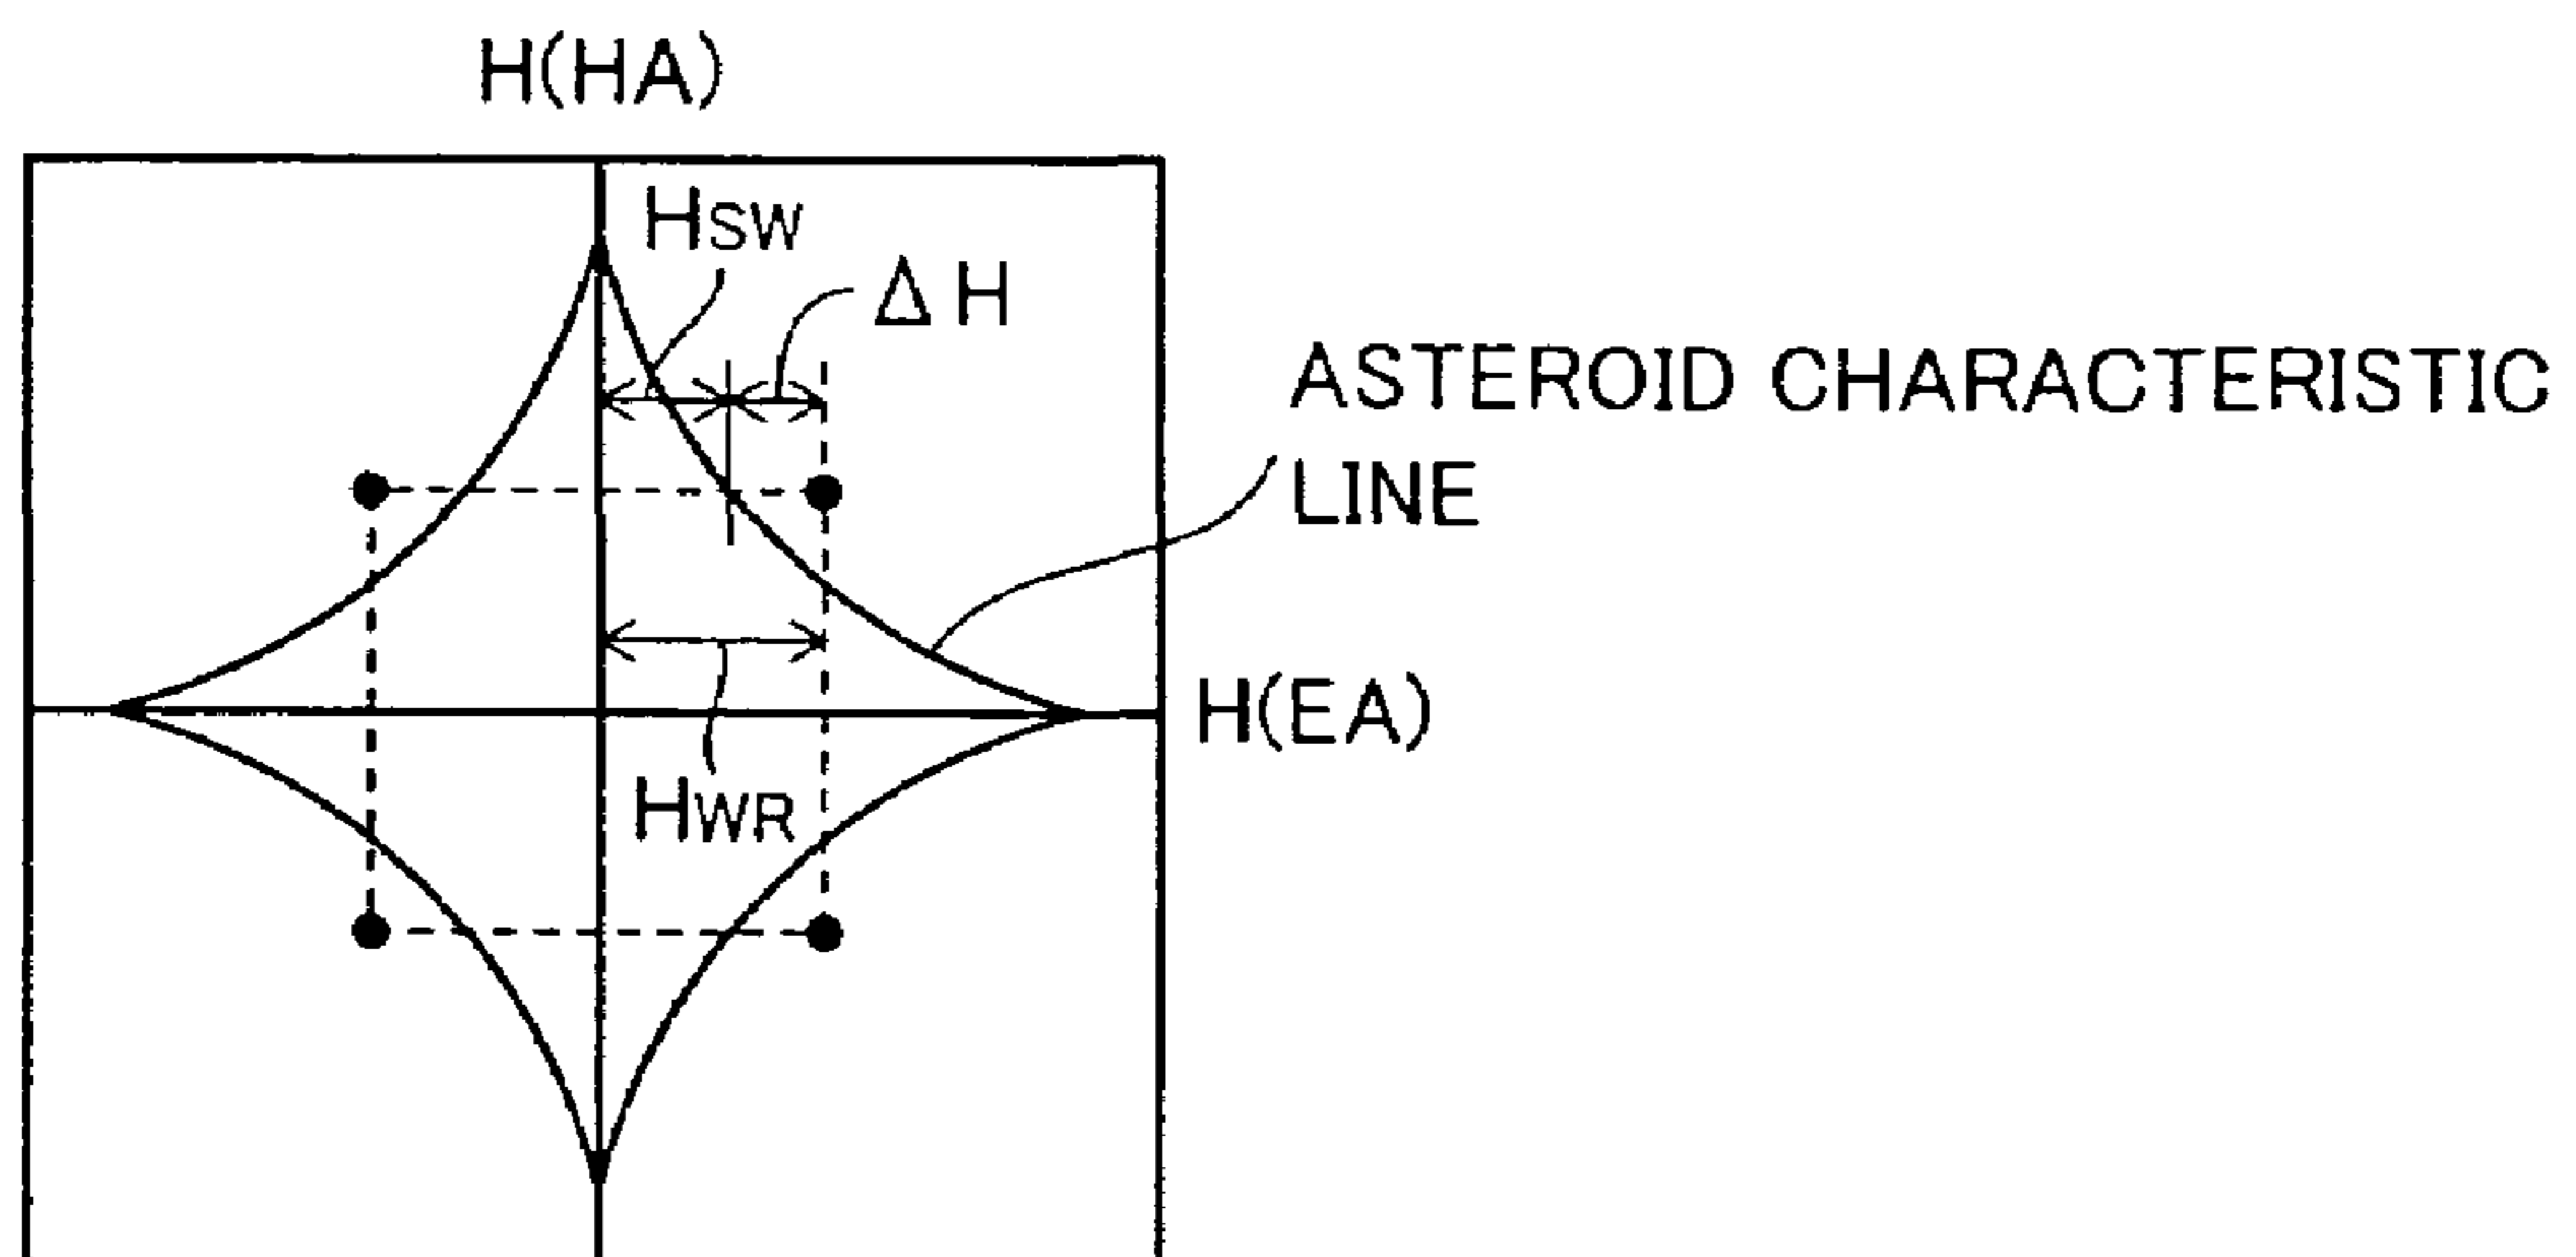 H(HA)
HSW
ΔH
ASTEROID CHARACTERISTIC
LINE
H(EA)
HWR